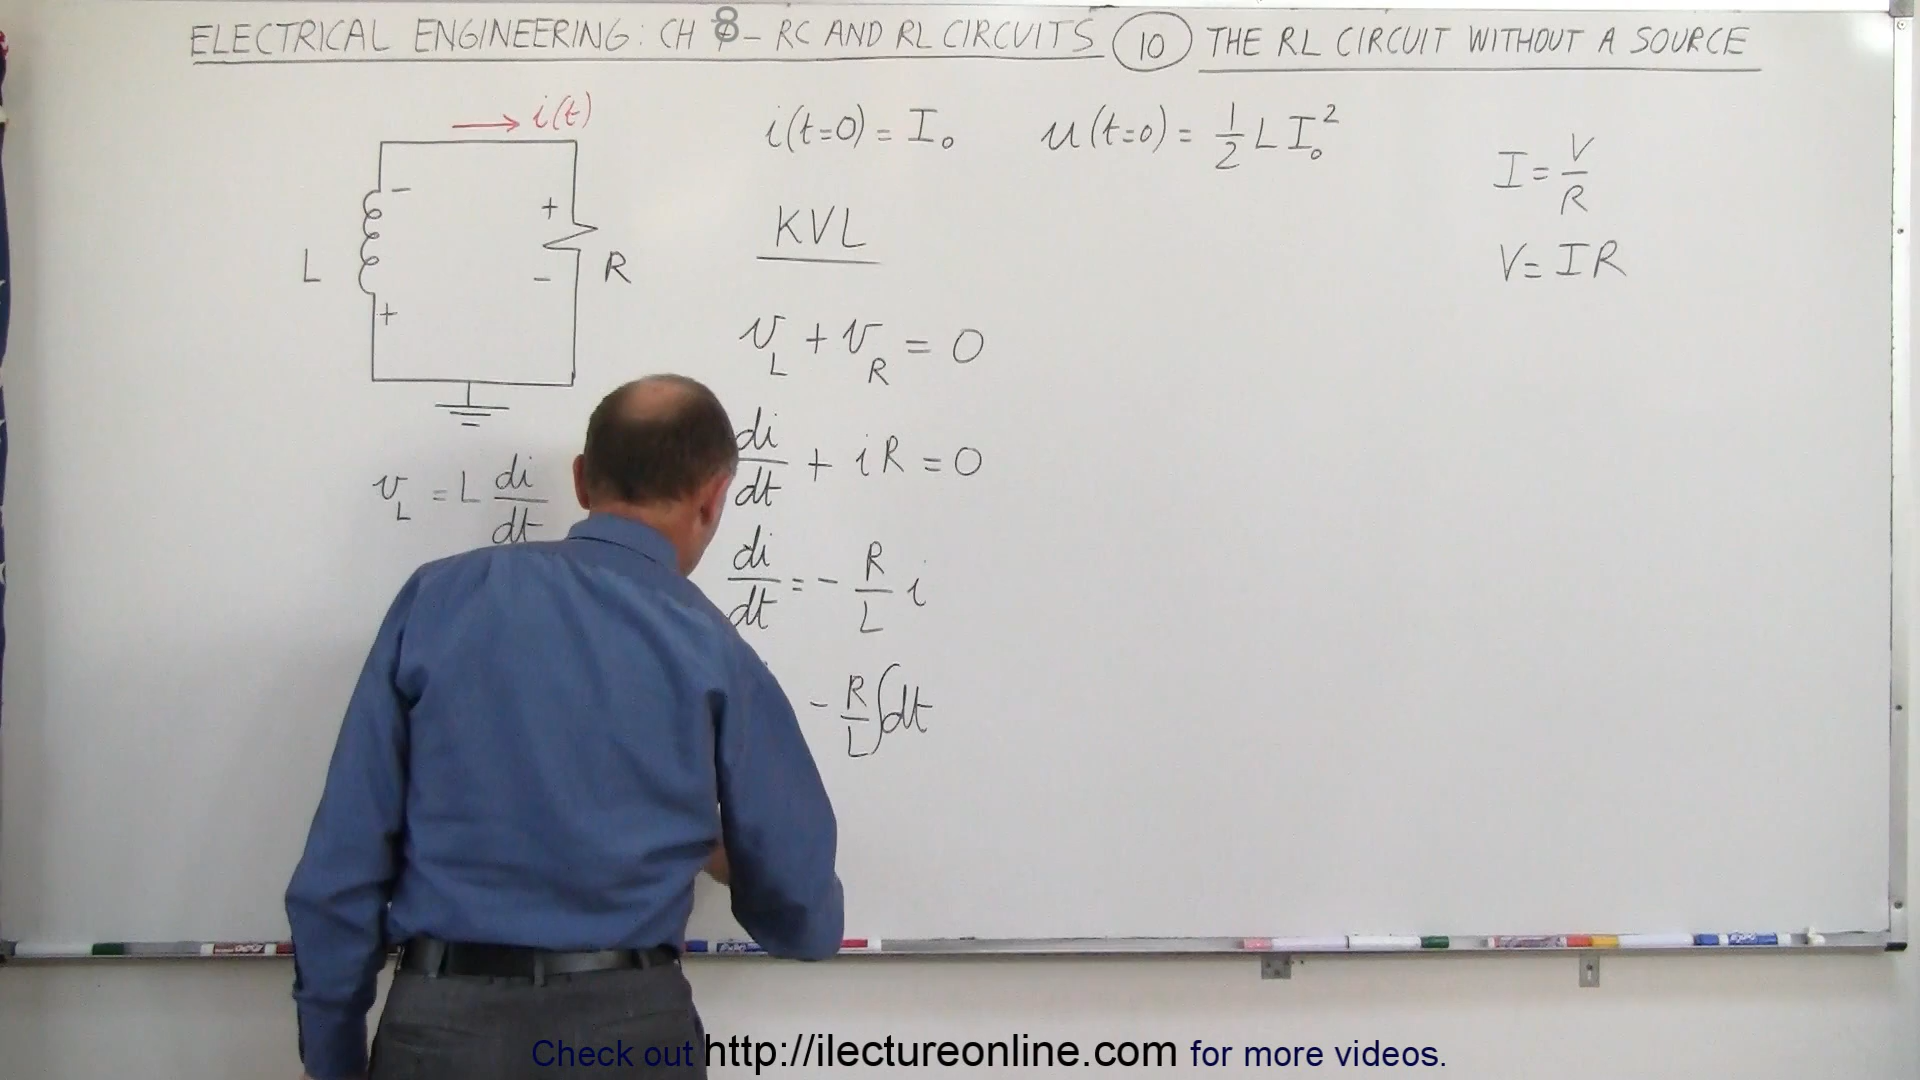 ELECTRICAL ENGINEERING: CH 8 - RC AND RL CIRCUITS 10 THE RL CIRCUIT WITHOUT A SOURCE
i(t)
i(t=0) = I₀
u(t=0) = 1/2 L I₀²
I = V/R
V = IR
KVL
L
−
+
+
−
R
v_L + v_R = 0
v_L = L di/dt
di/dt + iR = 0
di/dt = - R/L i
- R/L ∫dt
Check out http://ilectureonline.com for more videos.